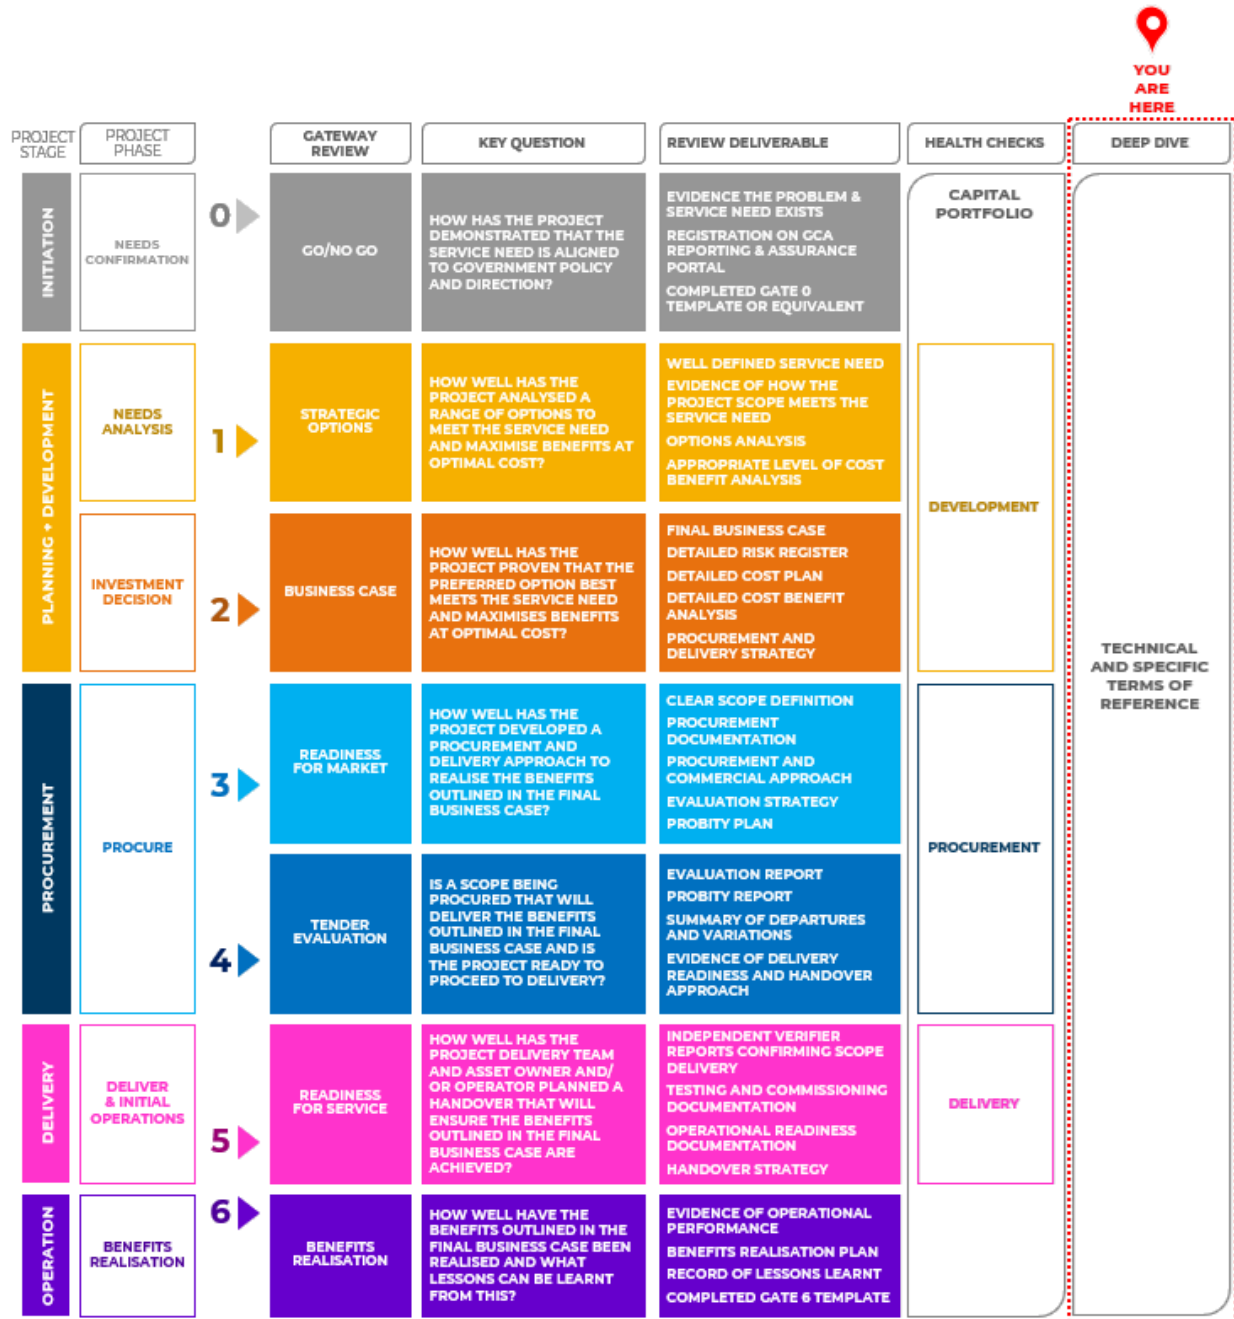 YOU
ARE
HERE
PROJECT
STAGE
PROJECT
PHASE
GATEWAY
REVIEW
KEY QUESTION
REVIEW DELIVERABLE
HEALTH CHECKS
DEEP DIVE
INITIATION
NEEDS
CONFIRMATION
0
GO/NO GO
HOW HAS THE PROJECT
DEMONSTRATED THAT THE
SERVICE NEED IS ALIGNED
TO GOVERNMENT POLICY
AND DIRECTION?
EVIDENCE THE PROBLEM &
SERVICE NEED EXISTS
REGISTRATION ON GCA
REPORTING & ASSURANCE
PORTAL
COMPLETED GATE 0
TEMPLATE OR EQUIVALENT
CAPITAL
PORTFOLIO
PLANNING + DEVELOPMENT
NEEDS
ANALYSIS
1
STRATEGIC
OPTIONS
HOW WELL HAS THE
PROJECT ANALYSED A
RANGE OF OPTIONS TO
MEET THE SERVICE NEED
AND MAXIMISE BENEFITS AT
OPTIMAL COST?
WELL DEFINED SERVICE NEED
EVIDENCE OF HOW THE
PROJECT SCOPE MEETS THE
SERVICE NEED
OPTIONS ANALYSIS
APPROPRIATE LEVEL OF COST
BENEFIT ANALYSIS
DEVELOPMENT
INVESTMENT
DECISION
2
BUSINESS CASE
HOW WELL HAS THE
PROJECT PROVEN THAT THE
PREFERRED OPTION BEST
MEETS THE SERVICE NEED
AND MAXIMISES BENEFITS
AT OPTIMAL COST?
FINAL BUSINESS CASE
DETAILED RISK REGISTER
DETAILED COST PLAN
DETAILED COST BENEFIT
ANALYSIS
PROCUREMENT AND
DELIVERY STRATEGY
TECHNICAL
AND SPECIFIC
TERMS OF
REFERENCE
PROCUREMENT
PROCURE
3
READINESS
FOR MARKET
HOW WELL HAS THE
PROJECT DEVELOPED A
PROCUREMENT AND
DELIVERY APPROACH TO
REALISE THE BENEFITS
OUTLINED IN THE FINAL
BUSINESS CASE?
CLEAR SCOPE DEFINITION
PROCUREMENT
DOCUMENTATION
PROCUREMENT AND
COMMERCIAL APPROACH
EVALUATION STRATEGY
PROBITY PLAN
PROCUREMENT
4
TENDER
EVALUATION
IS A SCOPE BEING
PROCURED THAT WILL
DELIVER THE BENEFITS
OUTLINED IN THE FINAL
BUSINESS CASE AND IS
THE PROJECT READY TO
PROCEED TO DELIVERY?
EVALUATION REPORT
PROBITY REPORT
SUMMARY OF DEPARTURES
AND VARIATIONS
EVIDENCE OF DELIVERY
READINESS AND HANDOVER
APPROACH
DELIVERY
DELIVER
& INITIAL
OPERATIONS
5
READINESS
FOR SERVICE
HOW WELL HAS THE
PROJECT DELIVERY TEAM
AND ASSET OWNER AND/
OR OPERATOR PLANNED A
HANDOVER THAT WILL
ENSURE THE BENEFITS
OUTLINED IN THE FINAL
BUSINESS CASE ARE
ACHIEVED?
INDEPENDENT VERIFIER
REPORTS CONFIRMING SCOPE
DELIVERY
TESTING AND COMMISSIONING
DOCUMENTATION
OPERATIONAL READINESS
DOCUMENTATION
HANDOVER STRATEGY
DELIVERY
OPERATION
BENEFITS
REALISATION
6
BENEFITS
REALISATION
HOW WELL HAVE THE
BENEFITS OUTLINED IN THE
FINAL BUSINESS CASE BEEN
REALISED AND WHAT
LESSONS CAN BE LEARNT
FROM THIS?
EVIDENCE OF OPERATIONAL
PERFORMANCE
BENEFITS REALISATION PLAN
RECORD OF LESSONS LEARNT
COMPLETED GATE 6 TEMPLATE